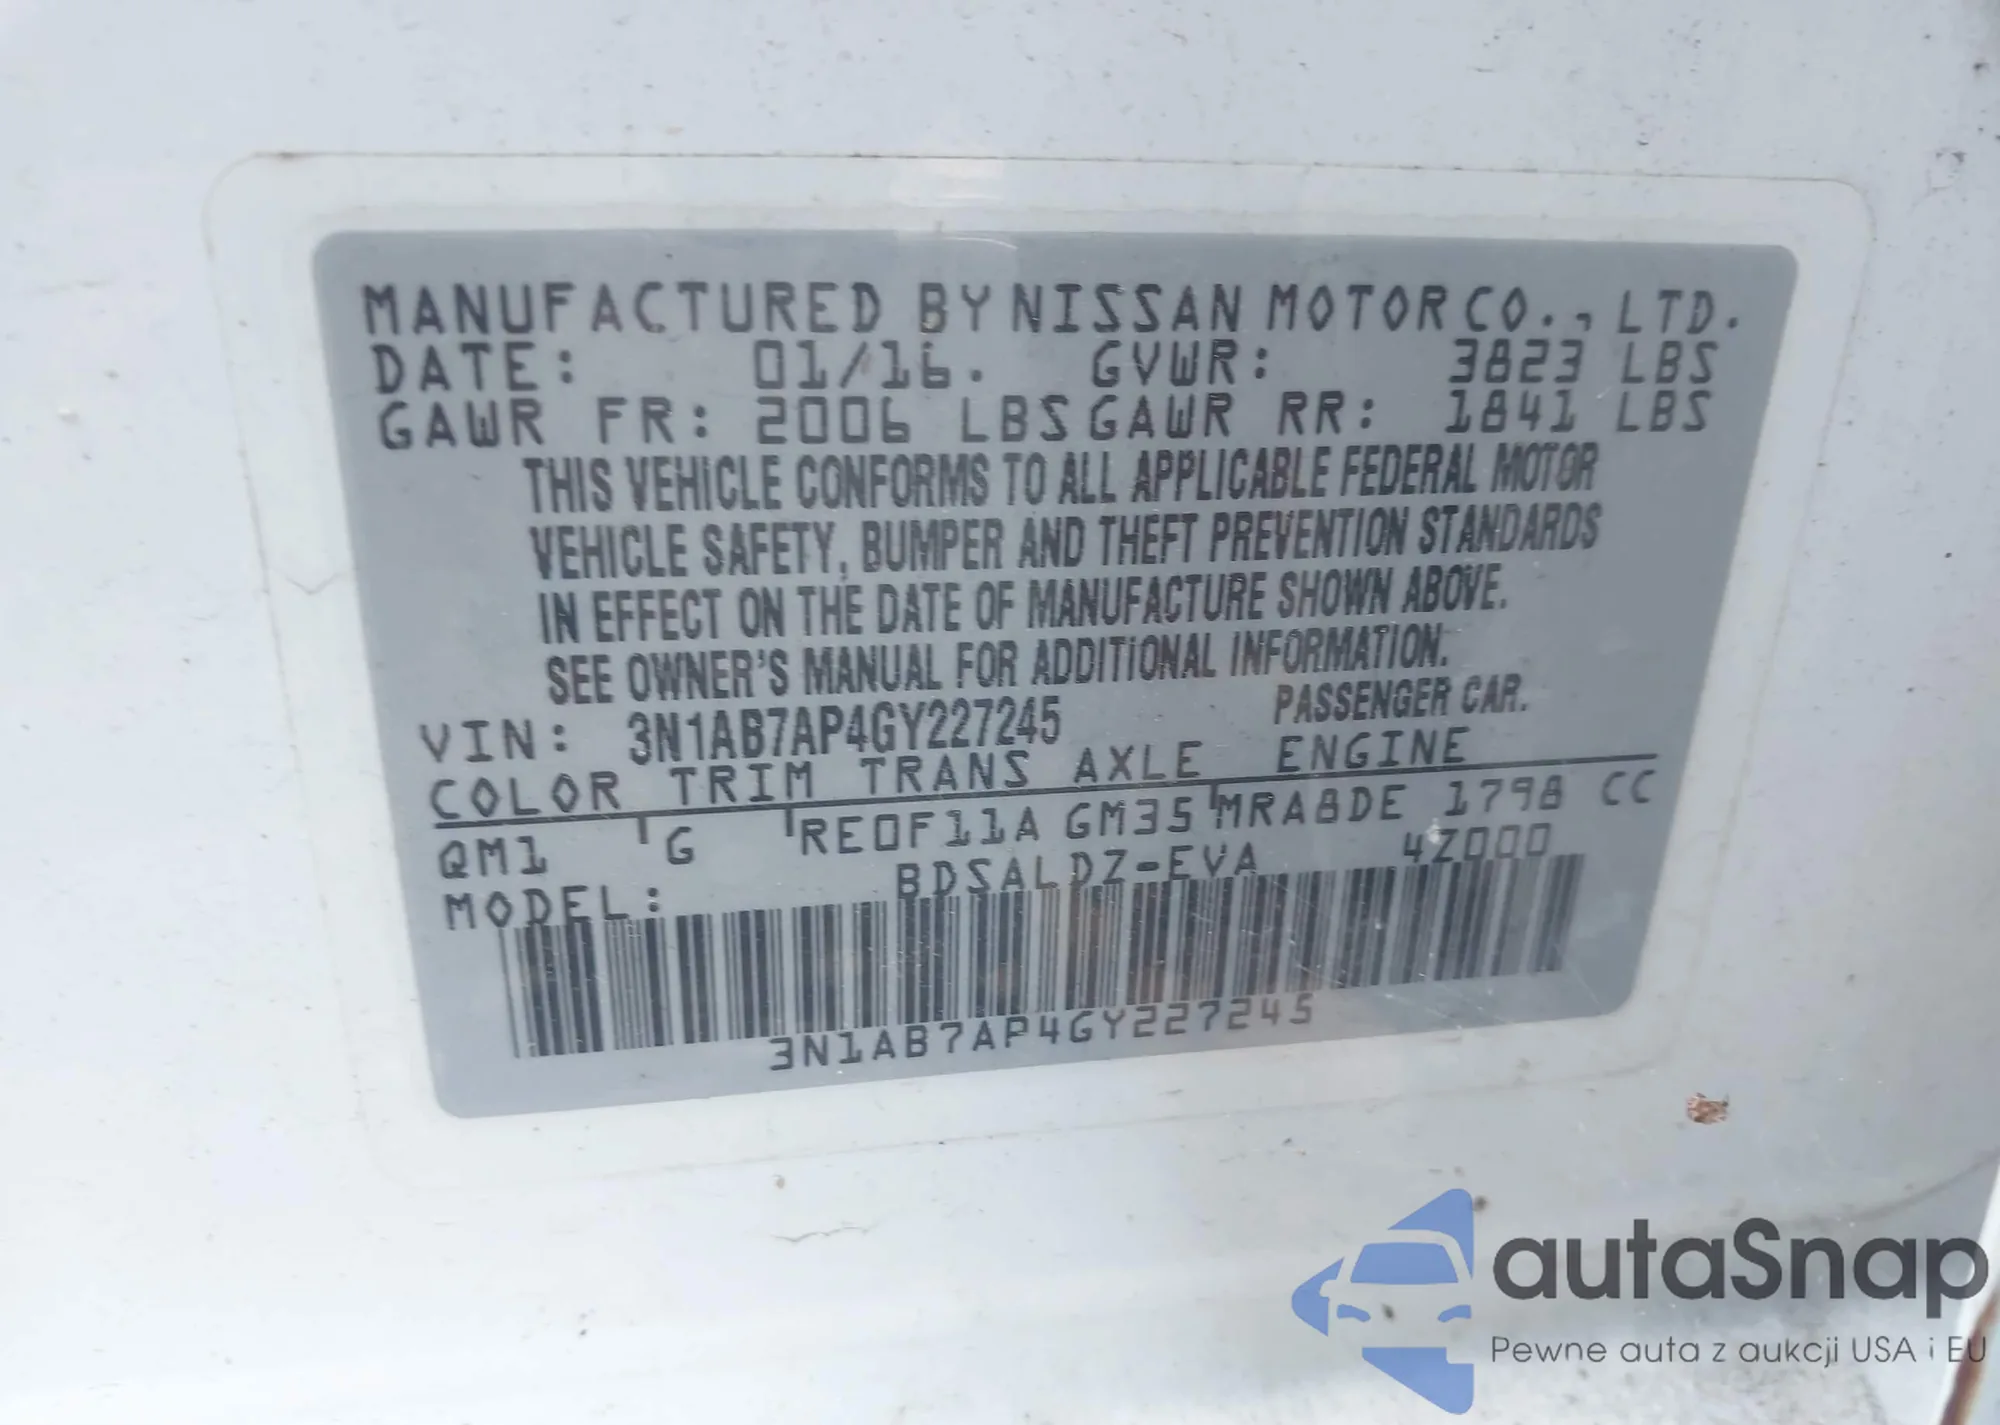 MANUFACTURED BY NISSAN MOTOR CO., LTD.
DATE: 01/16. GVWR: 3823 LBS
GAWR FR: 2006 LBS GAWR RR: 1841 LBS
THIS VEHICLE CONFORMS TO ALL APPLICABLE FEDERAL MOTOR
VEHICLE SAFETY, BUMPER AND THEFT PREVENTION STANDARDS
IN EFFECT ON THE DATE OF MANUFACTURE SHOWN ABOVE.
SEE OWNER'S MANUAL FOR ADDITIONAL INFORMATION.
VIN: 3N1AB7AP4GY227245 PASSENGER CAR.
COLOR TRIM TRANS AXLE ENGINE
QM1 G RE0F11A GM35 MRA8DE 1798 CC
MODEL: BDSALDZ-EVA 4Z000
3N1AB7AP4GY227245
autaSnap
Pewne auta z aukcji USA i EU